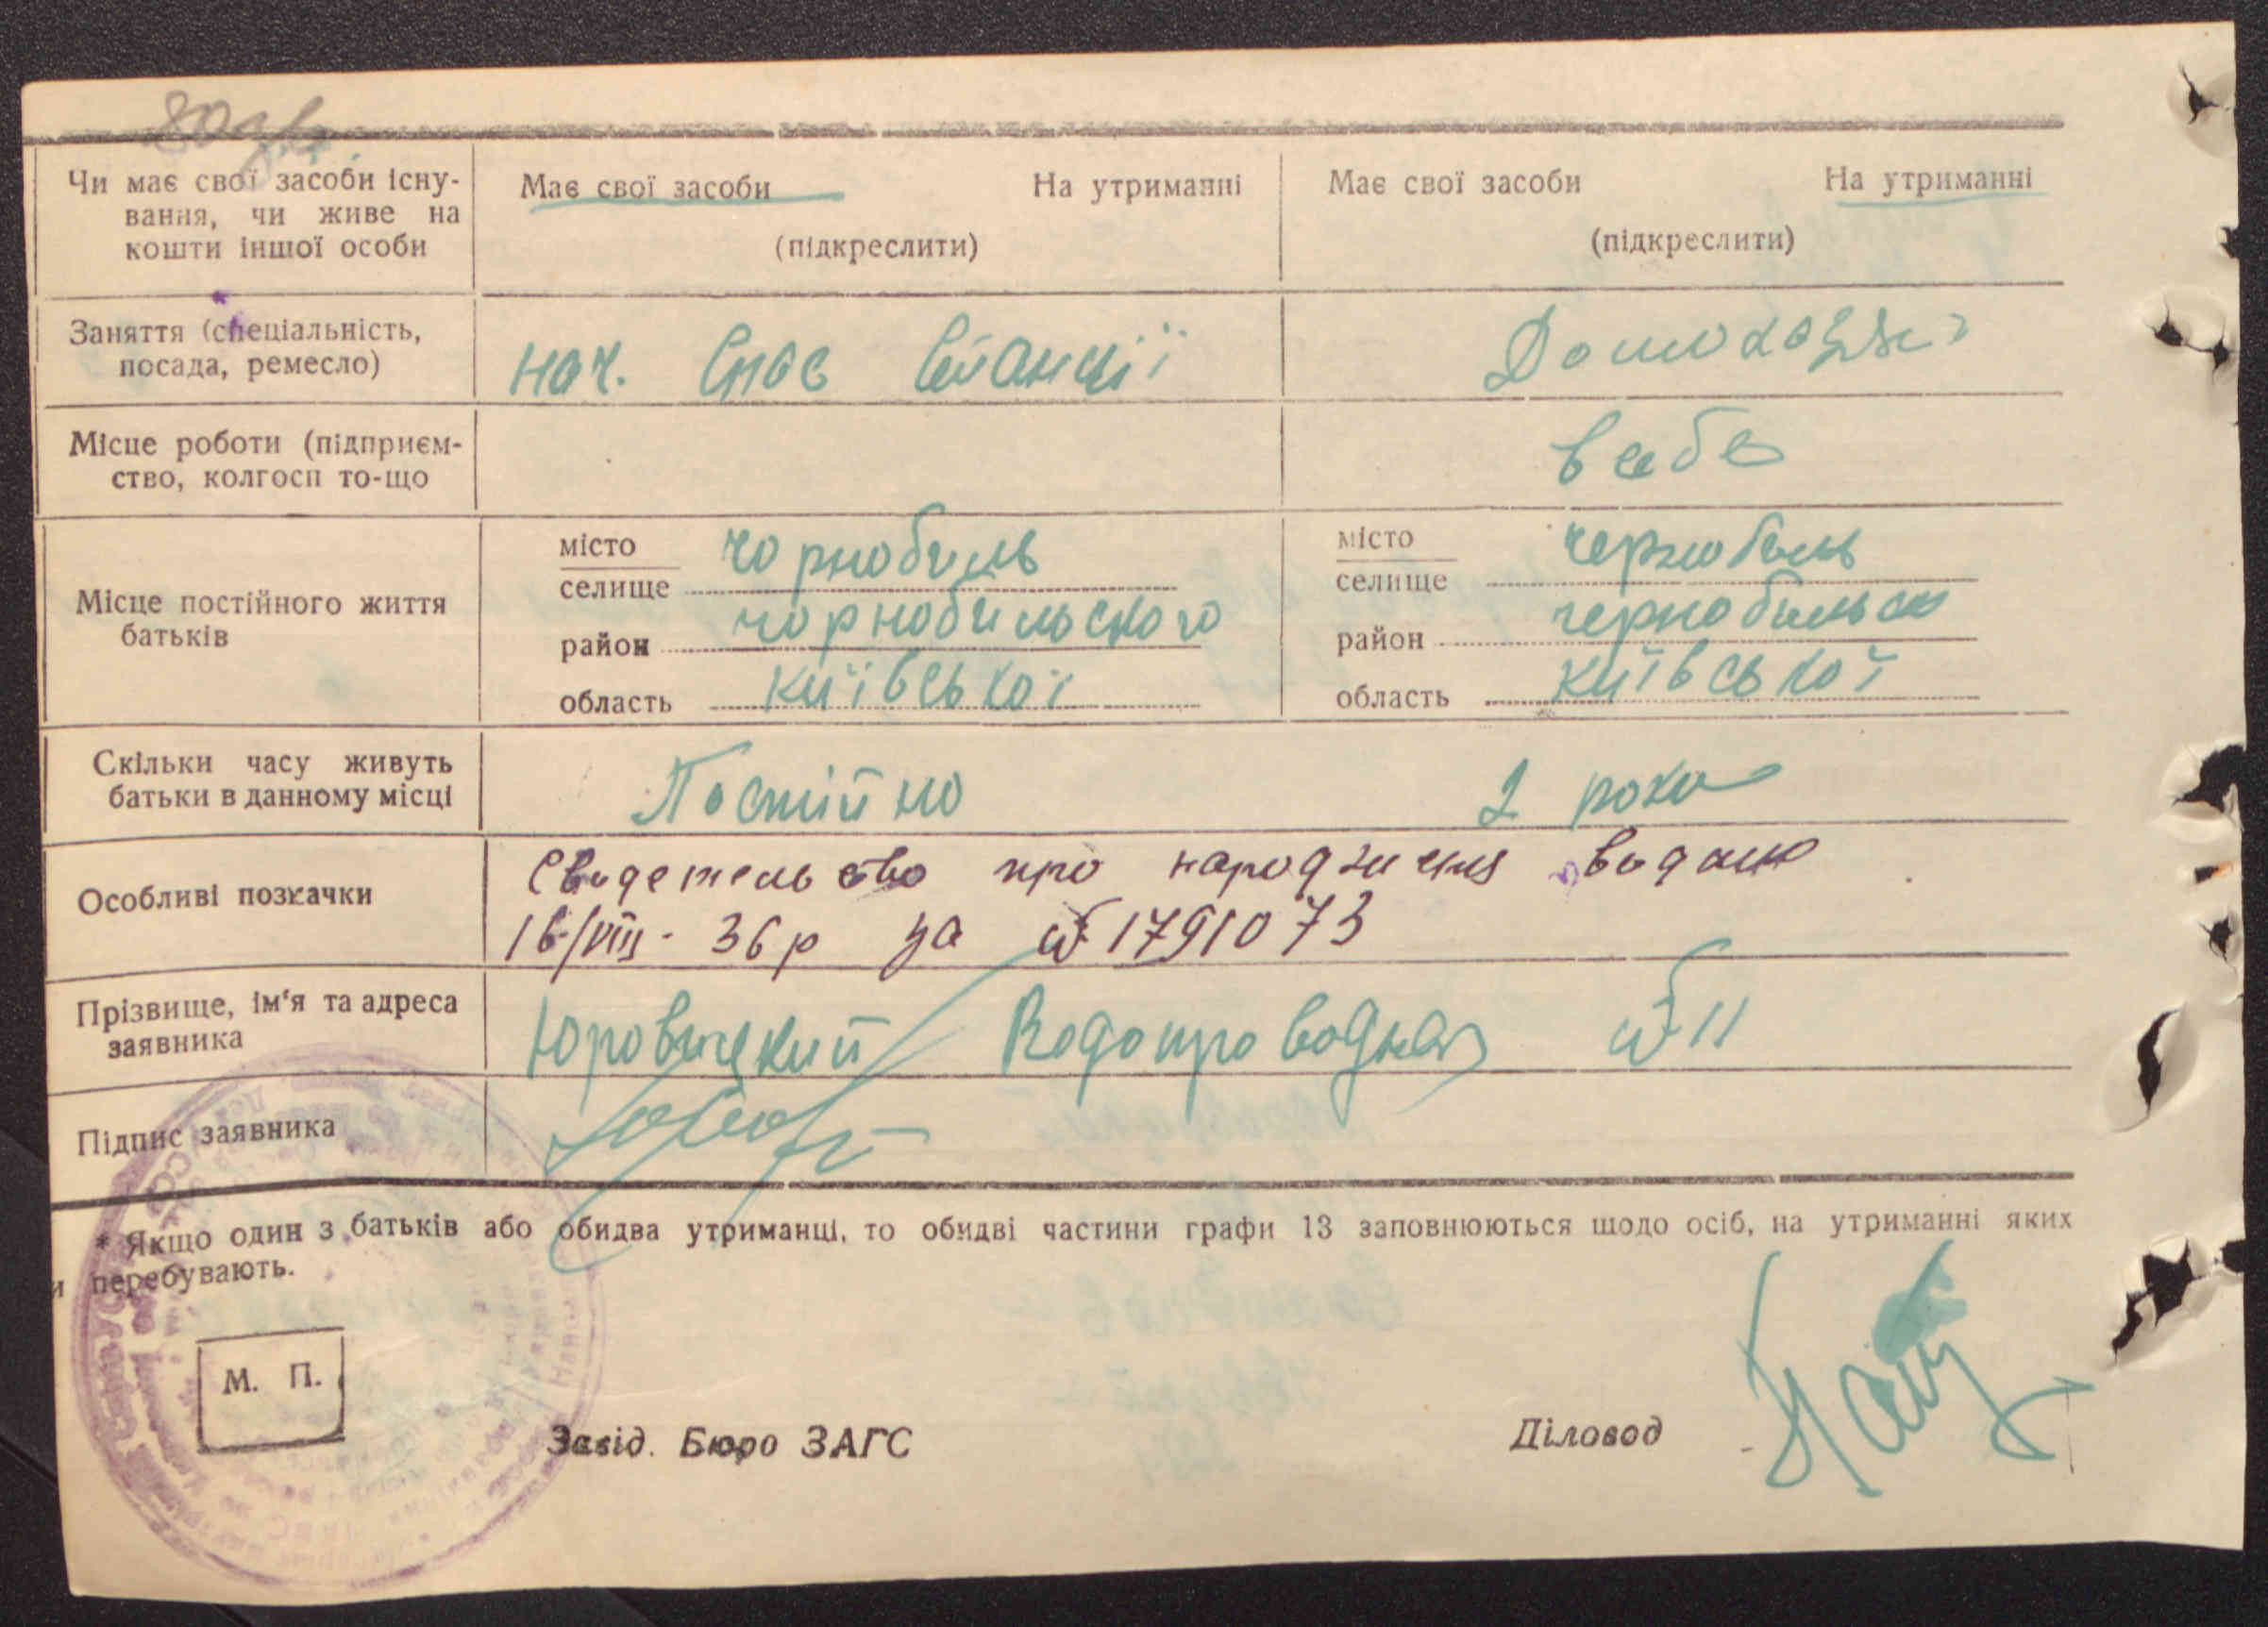 Чи має свої засоби існу-
вання, чи живе на
кошти іншої особи
Має свої засоби На утриманні
(підкреслити)
Має свої засоби На утриманні
(підкреслити)
Заняття (спеціальність,
посада, ремесло)
нач. Спас Станції
Місце роботи (підприєм-
ство, колгосп то-що
Місце постійного життя
батьків
місто
селище
чорнобиль
район чорнобильского
область київської
місто
селище
чернобиль
район чернобильск
область київської
Скільки часу живуть
батьки в данному місці
Постійно 2 роки
Особливі позначки
Свидетельство про народження видано
16/VIII - 36 р за № 1791073
Прізвище, ім'я та адреса
заявника
Юровицкий Водопроводная № 11
Підпис заявника
* Якщо один з батьків або обидва утриманці, то обидві частини графи 13 заповнюються щодо осіб, на утриманні яких
и перебувають.
М. П.
Завід. Бюро ЗАГС
Діловод